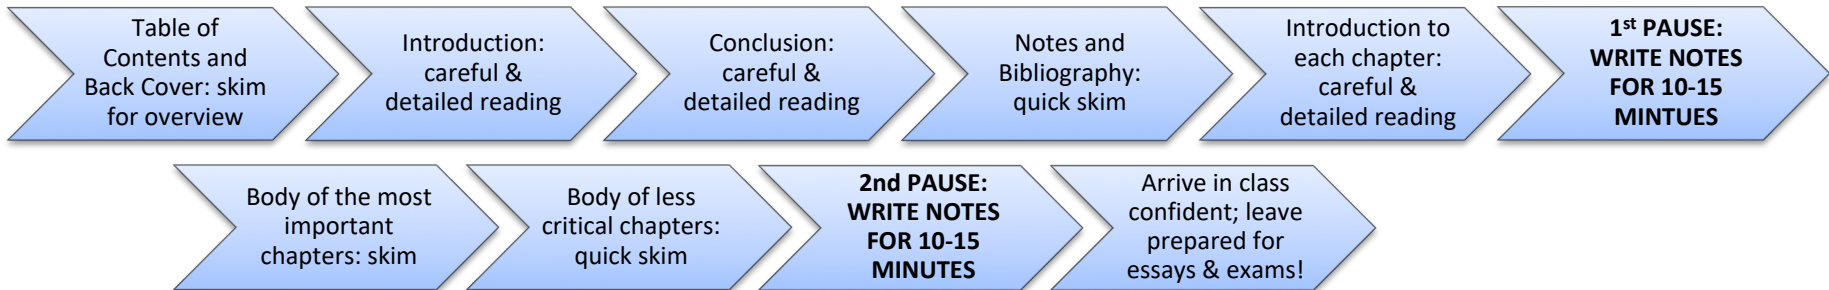 Table of
Contents and
Back Cover: skim
for overview
Introduction:
careful &
detailed reading
Conclusion:
careful &
detailed reading
Notes and
Bibliography:
quick skim
Introduction to
each chapter:
careful &
detailed reading
1st PAUSE:
WRITE NOTES
FOR 10-15
MINTUES
Body of the most
important
chapters: skim
Body of less
critical chapters:
quick skim
2nd PAUSE:
WRITE NOTES
FOR 10-15
MINUTES
Arrive in class
confident; leave
prepared for
essays & exams!